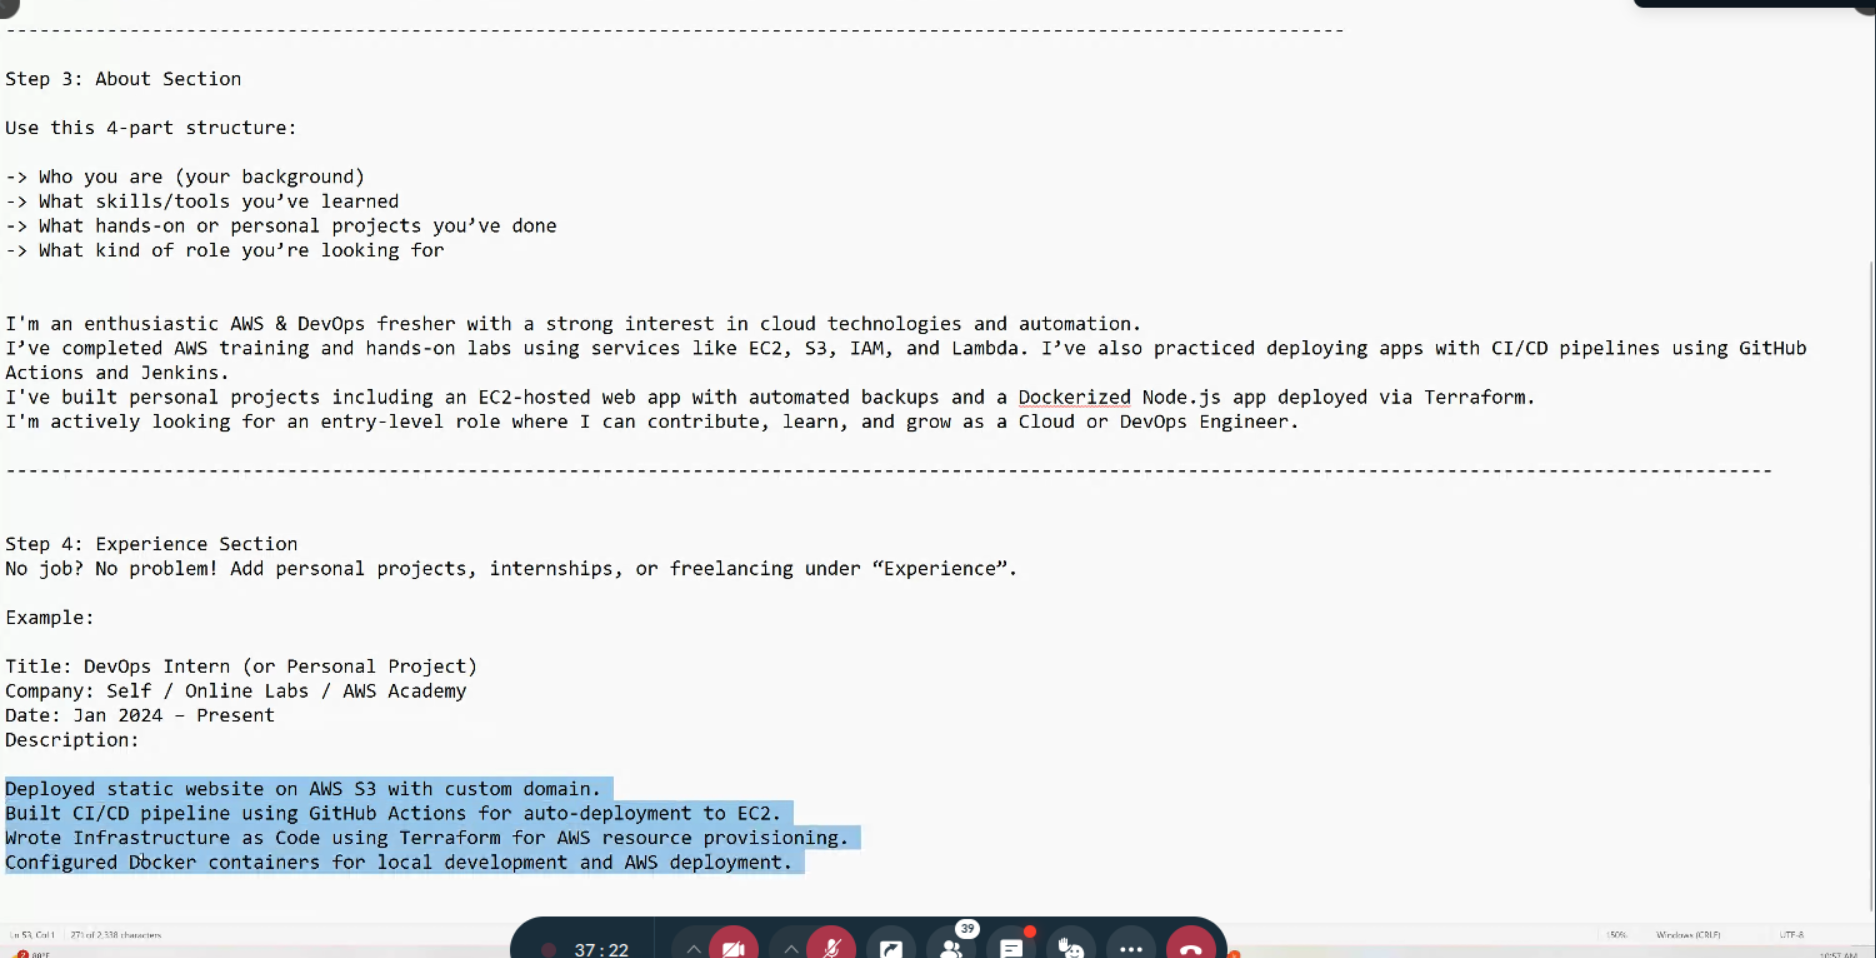 --------------------------------------------------------------------------------------------------------------------------
Step 3: About Section
Use this 4-part structure:
-> Who you are (your background)
-> What skills/tools you’ve learned
-> What hands-on or personal projects you’ve done
-> What kind of role you’re looking for
I'm an enthusiastic AWS & DevOps fresher with a strong interest in cloud technologies and automation.
I’ve completed AWS training and hands-on labs using services like EC2, S3, IAM, and Lambda. I’ve also practiced deploying apps with CI/CD pipelines using GitHub
Actions and Jenkins.
I've built personal projects including an EC2-hosted web app with automated backups and a Dockerized Node.js app deployed via Terraform.
I'm actively looking for an entry-level role where I can contribute, learn, and grow as a Cloud or DevOps Engineer.
--------------------------------------------------------------------------------------------------------------------------------------------------------------
Step 4: Experience Section
No job? No problem! Add personal projects, internships, or freelancing under “Experience”.
Example:
Title: DevOps Intern (or Personal Project)
Company: Self / Online Labs / AWS Academy
Date: Jan 2024 – Present
Description:
Deployed static website on AWS S3 with custom domain.
Built CI/CD pipeline using GitHub Actions for auto-deployment to EC2.
Wrote Infrastructure as Code using Terraform for AWS resource provisioning.
Configured Docker containers for local development and AWS deployment.
Ln 53, Col 1 271 of 2,338 characters 150% Windows (CRLF) UTF-8
37:22 39